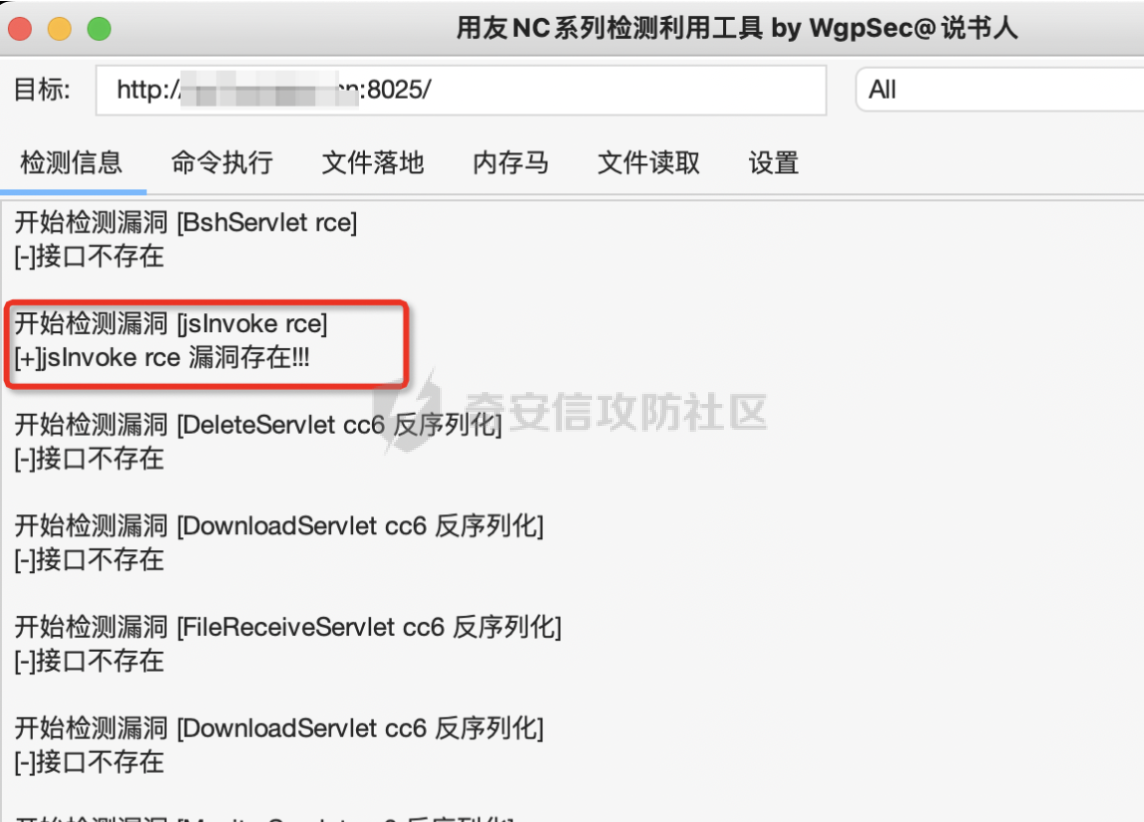 用友NC系列检测利用工具 by WgpSec@说书人
目标: http:/ :8025/ All
检测信息 命令执行 文件落地 内存马 文件读取 设置
开始检测漏洞 [BshServlet rce]
[-]接口不存在
开始检测漏洞 [jsInvoke rce]
[+]jsInvoke rce 漏洞存在!!!
奇安信攻防社区
开始检测漏洞 [DeleteServlet cc6 反序列化]
[-]接口不存在
开始检测漏洞 [DownloadServlet cc6 反序列化]
[-]接口不存在
开始检测漏洞 [FileReceiveServlet cc6 反序列化]
[-]接口不存在
开始检测漏洞 [DownloadServlet cc6 反序列化]
[-]接口不存在